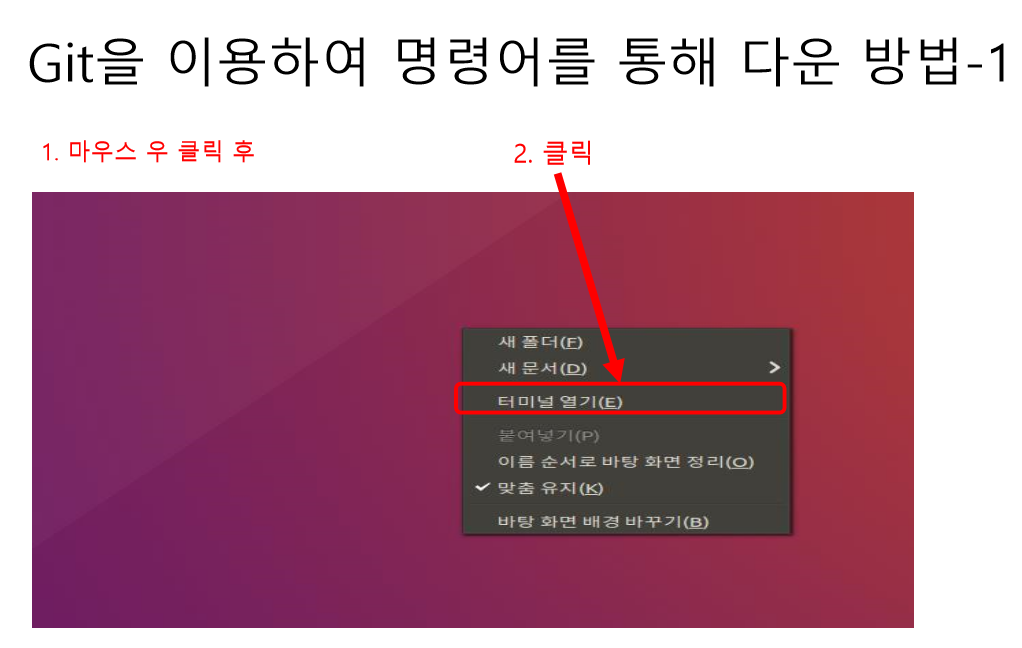 Git을 이용하여 명령어를 통해 다운 방법-1
1. 마우스 우 클릭 후
2. 클릭
새 폴더(F)
새 문서(D)
터미널 열기(E)
붙여넣기(P)
이름 순서로 바탕 화면 정리(O)
맞춤 유지(K)
바탕 화면 배경 바꾸기(B)